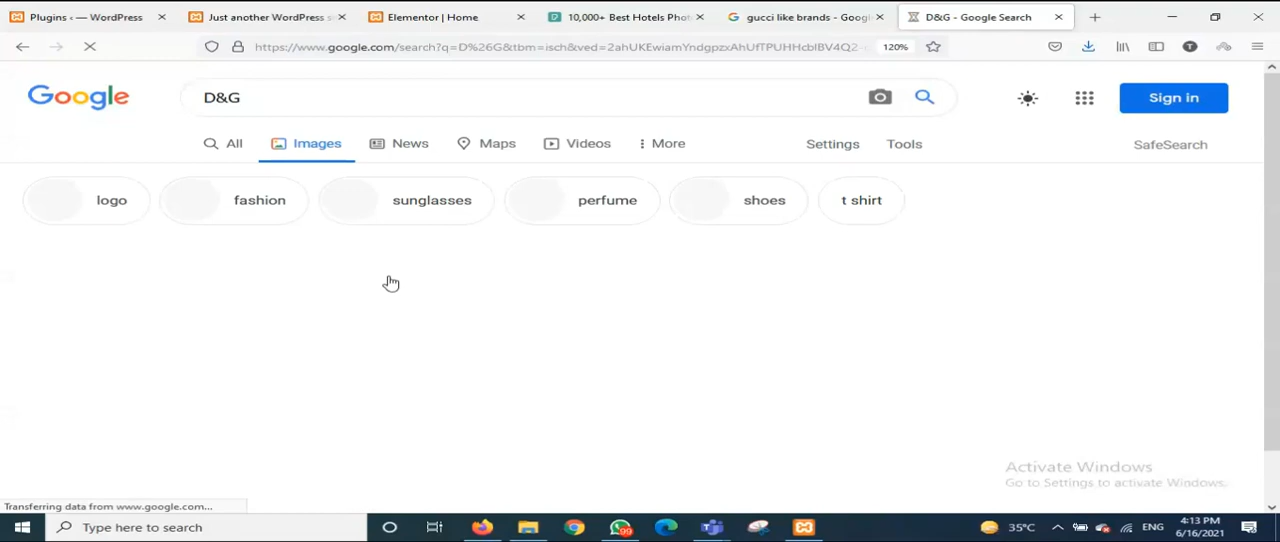 Plugins ‹ — WordPress
Just another WordPress s
Elementor | Home
10,000+ Best Hotels Phot
gucci like brands - Googl
D&G - Google Search
https://www.google.com/search?q=D%26G&tbm=isch&ved=2ahUKEwiamYndgpzxAhUfTPUHHcbIBV4Q2-
120%
Google
D&G
Sign in
All
Images
News
Maps
Videos
More
Settings
Tools
SafeSearch
logo
fashion
sunglasses
perfume
shoes
t shirt
Activate Windows
Go to Settings to activate Windows.
Transferring data from www.google.com...
Type here to search
99
35°C
ENG
4:13 PM
6/16/2021